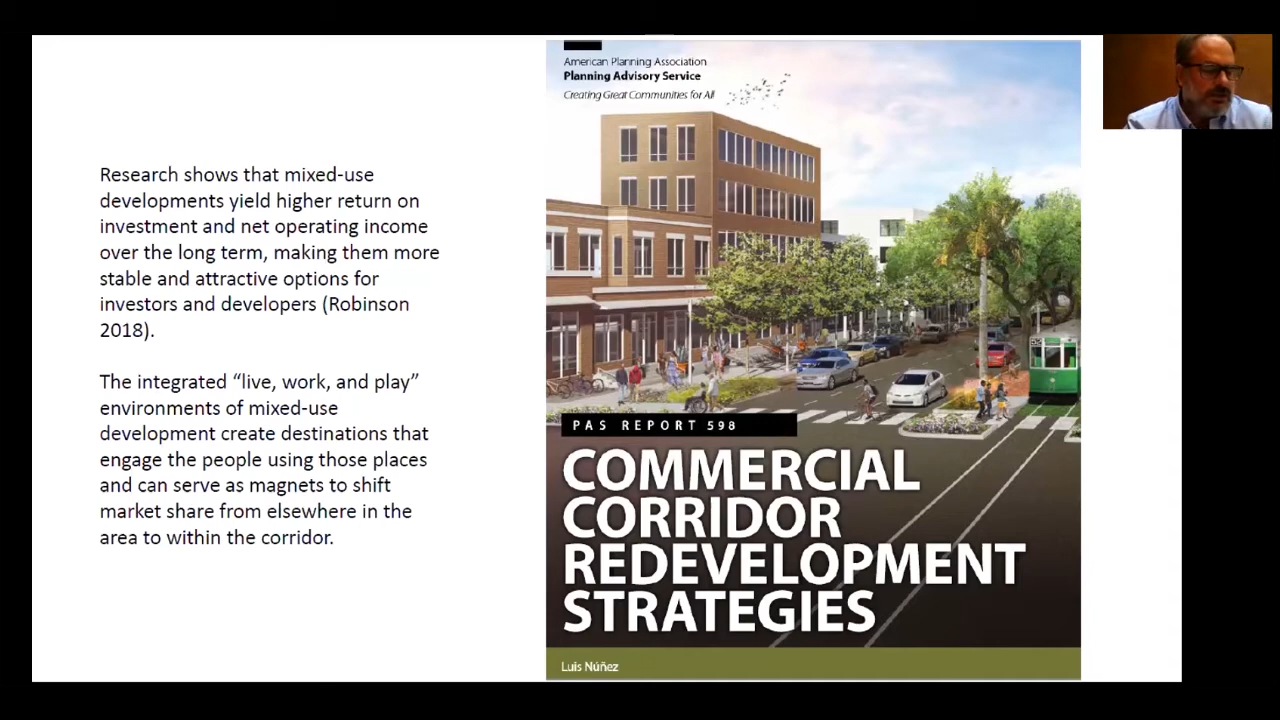 Research shows that mixed-use
developments yield higher return on
investment and net operating income
over the long term, making them more
stable and attractive options for
investors and developers (Robinson
2018).
The integrated “live, work, and play”
environments of mixed-use
development create destinations that
engage the people using those places
and can serve as magnets to shift
market share from elsewhere in the
area to within the corridor.
American Planning Association
Planning Advisory Service
Creating Great Communities for All
PAS REPORT 598
COMMERCIAL
CORRIDOR
REDEVELOPMENT
STRATEGIES
Luis Núñez